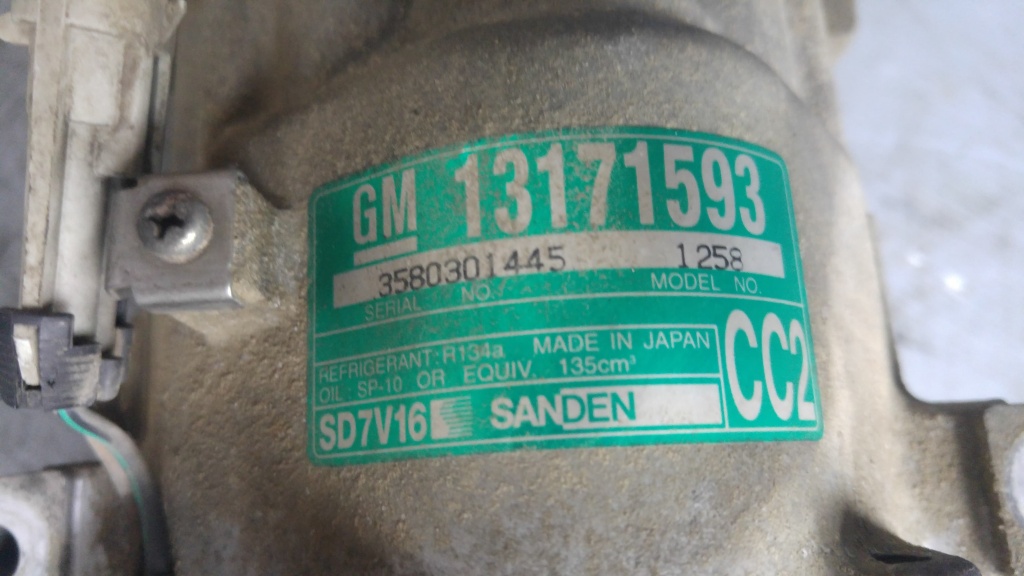 GM 13171593
3580301445 1258
SERIAL NO. MODEL NO.
REFRIGERANT: R134a MADE IN JAPAN
OIL: SP-10 OR EQUIV. 135cm³
CC2
SD7V16 SANDEN